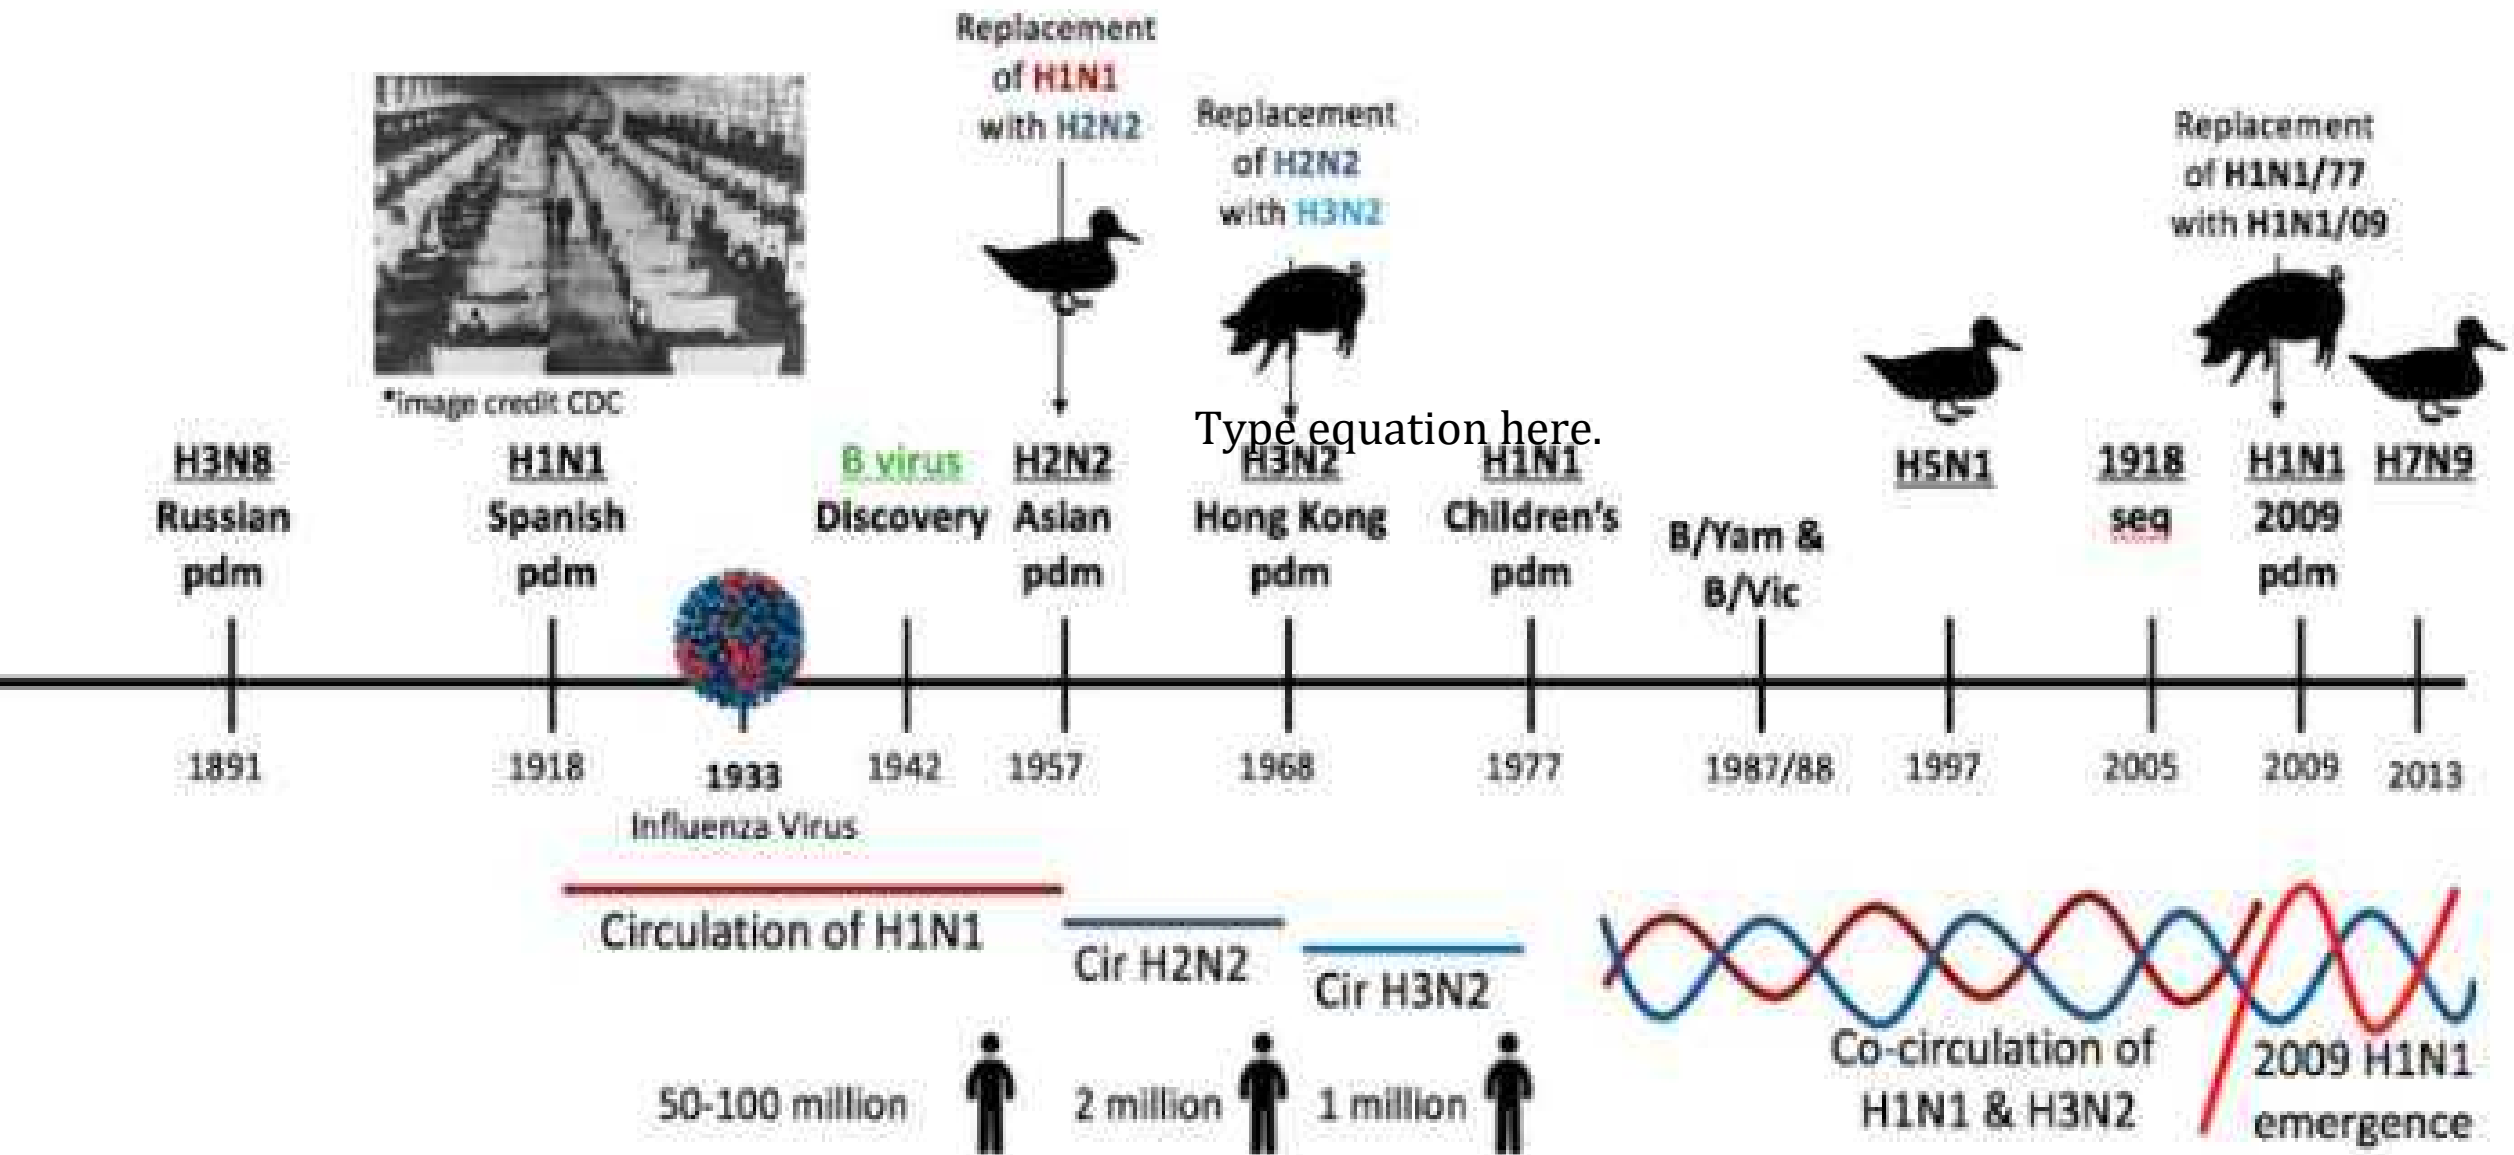 Replacement
of H1N1
with H2N2
Replacement
of H2N2
with H3N2
Replacement
of H1N1/77
with H1N1/09
*image credit CDC
Type equation here.
H3N8
Russian
pdm
H1N1
Spanish
pdm
B virus
Discovery
H2N2
Asian
pdm
H3N2
Hong Kong
pdm
H1N1
Children's
pdm
B/Yam &
B/Vic
H5N1
1918
seq
H1N1
2009
pdm
H7N9
1891
1918
1933
1942
1957
1968
1977
1987/88
1997
2005
2009
2013
Influenza Virus
Circulation of H1N1
Cir H2N2
Cir H3N2
Co-circulation of
H1N1 & H3N2
2009 H1N1
emergence
50-100 million
2 million
1 million